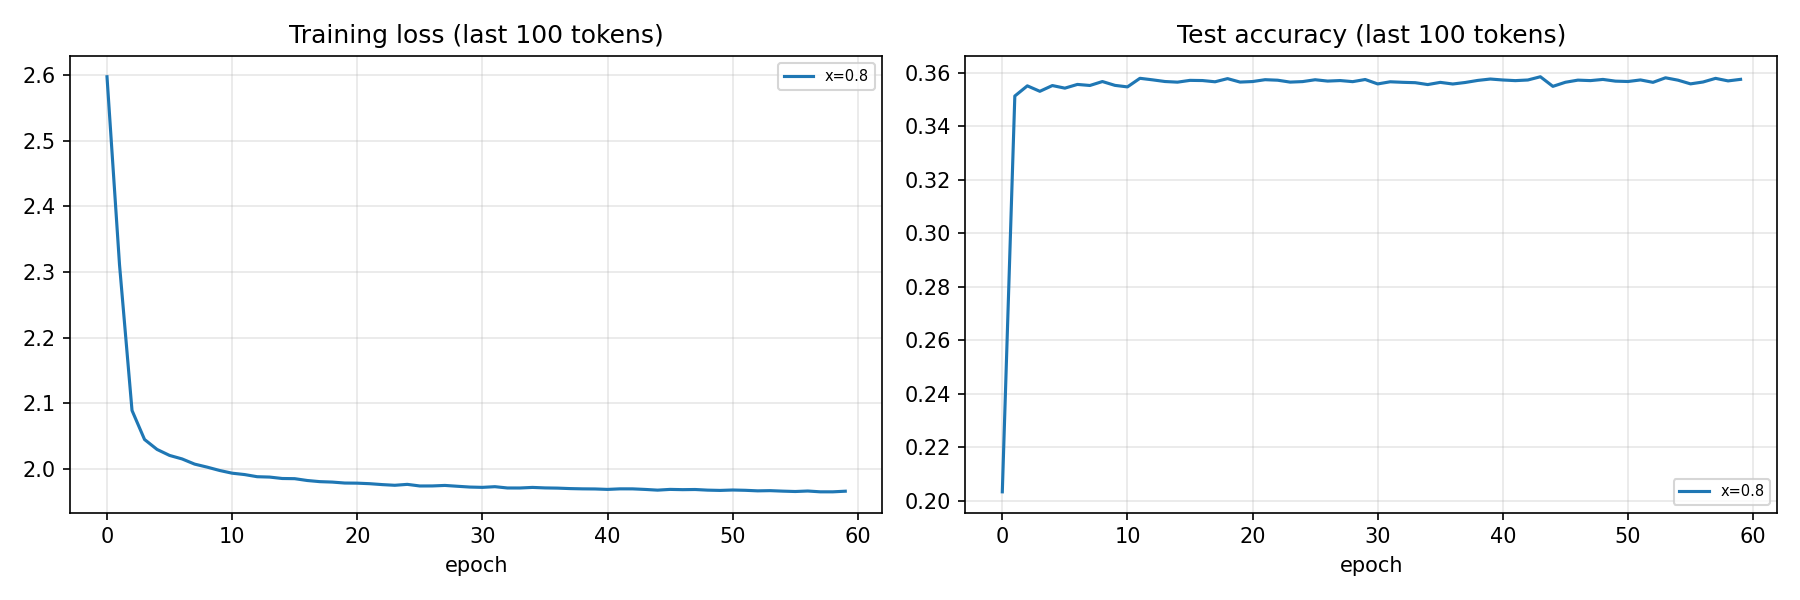 Training loss (last 100 tokens)
2.6
2.5
2.4
2.3
2.2
2.1
2.0
x=0.8
0 10 20 30 40 50 60
epoch
Test accuracy (last 100 tokens)
0.36
0.34
0.32
0.30
0.28
0.26
0.24
0.22
0.20
x=0.8
0 10 20 30 40 50 60
epoch